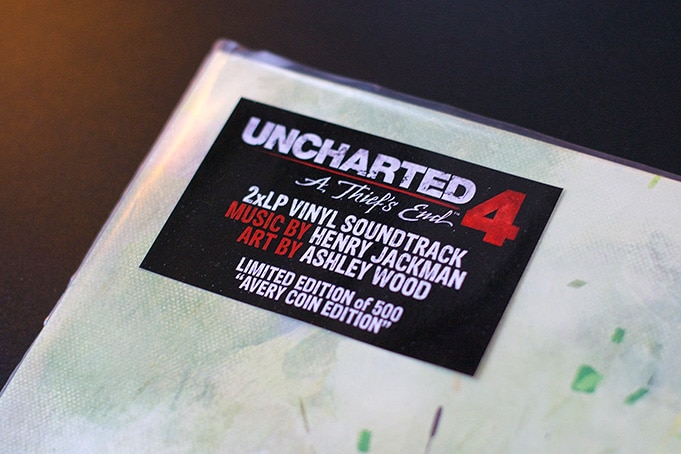 UNCHARTED 4
A Thief's End™
2xLP VINYL SOUNDTRACK
MUSIC BY HENRY JACKMAN
ART BY ASHLEY WOOD
LIMITED EDITION of 500
“AVERY COIN EDITION”